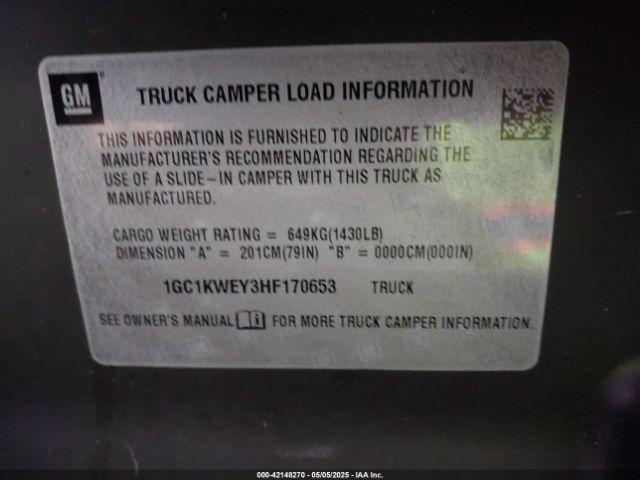 GM
TRUCK CAMPER LOAD INFORMATION
THIS INFORMATION IS FURNISHED TO INDICATE THE
MANUFACTURER'S RECOMMENDATION REGARDING THE
USE OF A SLIDE-IN CAMPER WITH THIS TRUCK AS
MANUFACTURED.
CARGO WEIGHT RATING = 649KG(1430LB)
DIMENSION "A" = 201CM(79IN) "B" = 0000CM(000IN)
1GC1KWEY3HF170653 TRUCK
SEE OWNER'S MANUAL FOR MORE TRUCK CAMPER INFORMATION.
000-42148270 - 05/05/2025 - IAA Inc.